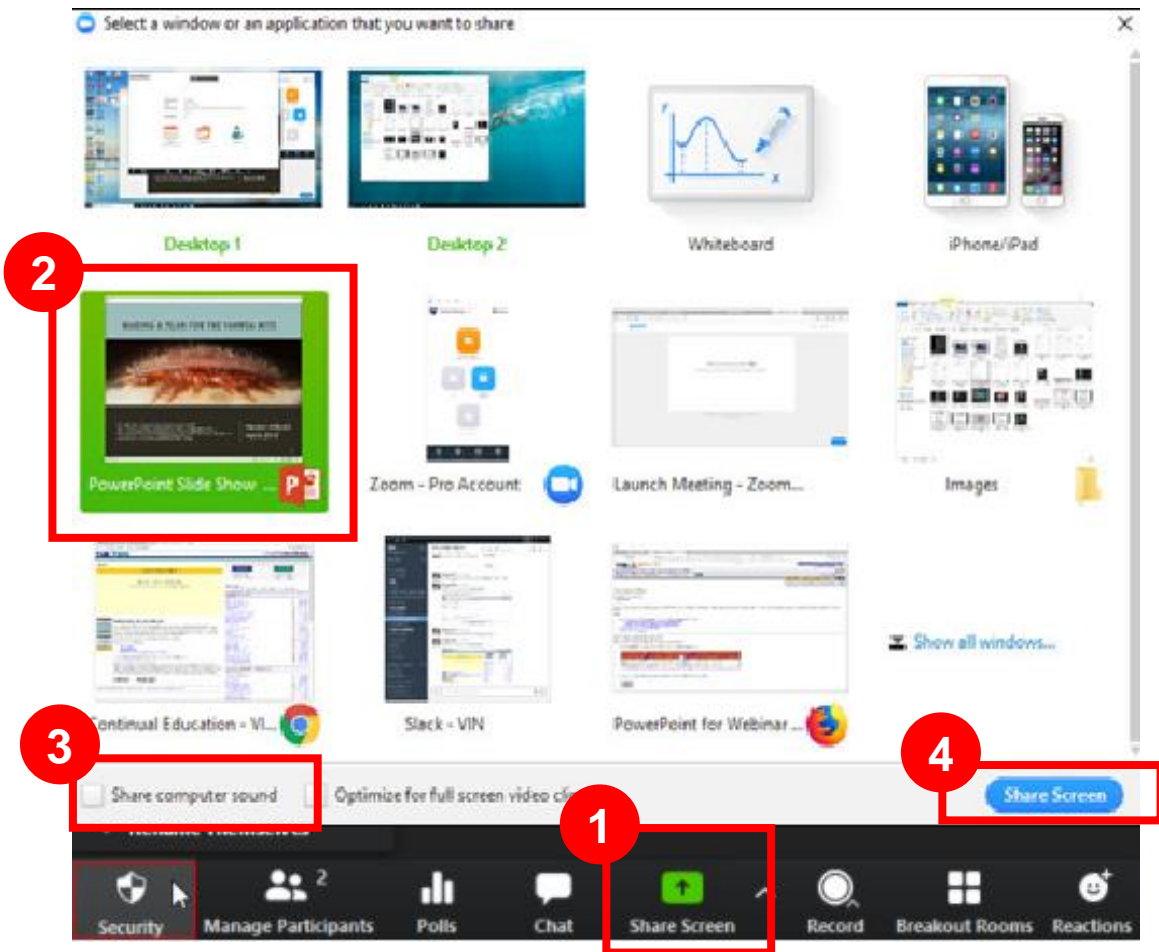 Select a window or an application that you want to share
Desktop 1
Desktop 2
Whiteboard
iPhone/iPad
2
PowerPoint Slide Show ...
Zoom - Pro Account
Launch Meeting - Zoom...
Images
Show all windows...
Continual Education - VI...
Slack - VIN
PowerPoint for Webinar ...
3
4
Share computer sound
Optimize for full screen video
Share Screen
Rename Themselves
1
2
Security
Manage Participants
Polls
Chat
Share Screen
Record
Breakout Rooms
Reactions